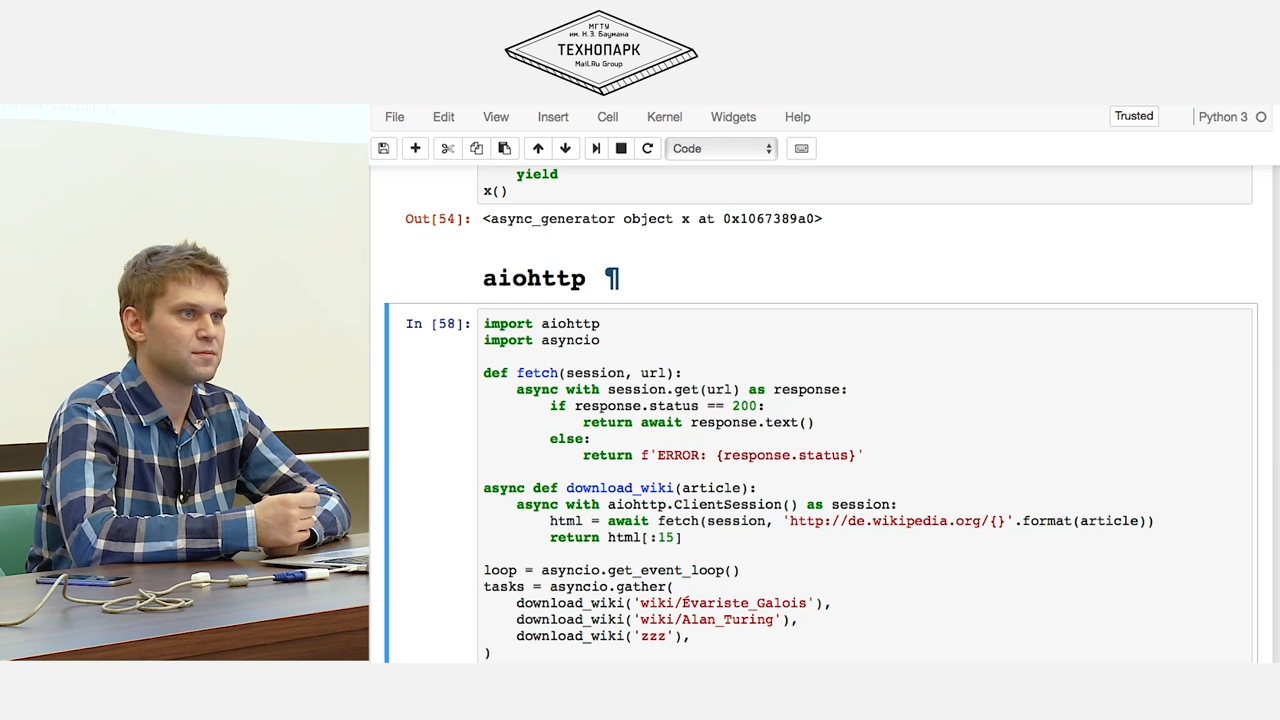 МГТУ
им. Н.Э. Баумана
ТЕХНОПАРК
Mail.Ru Group
File Edit View Insert Cell Kernel Widgets Help Trusted Python 3
Code
yield
x()
Out[54]: <async_generator object x at 0x1067389a0>
aiohttp ¶
In [58]: import aiohttp
import asyncio
def fetch(session, url):
async with session.get(url) as response:
if response.status == 200:
return await response.text()
else:
return f'ERROR: {response.status}'
async def download_wiki(article):
async with aiohttp.ClientSession() as session:
html = await fetch(session, 'http://de.wikipedia.org/{}'.format(article))
return html[:15]
loop = asyncio.get_event_loop()
tasks = asyncio.gather(
download_wiki('wiki/Évariste_Galois'),
download_wiki('wiki/Alan_Turing'),
download_wiki('zzz'),
)